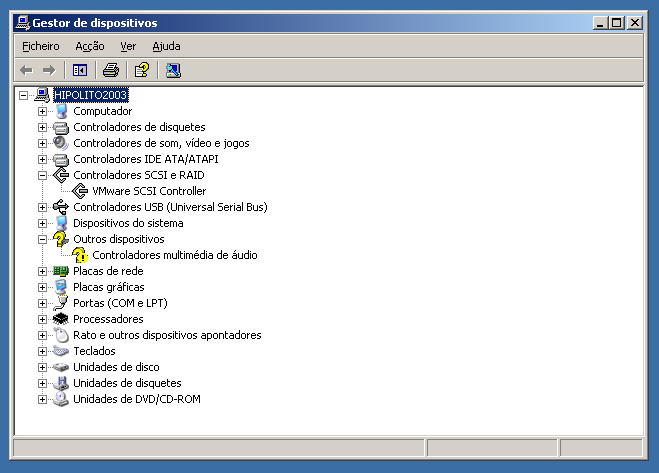 Gestor de dispositivos
Ficheiro Acção Ver Ajuda
HIPOLITO2003
Computador
Controladores de disquetes
Controladores de som, vídeo e jogos
Controladores IDE ATA/ATAPI
Controladores SCSI e RAID
VMware SCSI Controller
Controladores USB (Universal Serial Bus)
Dispositivos do sistema
Outros dispositivos
Controladores multimédia de áudio
Placas de rede
Placas gráficas
Portas (COM e LPT)
Processadores
Rato e outros dispositivos apontadores
Teclados
Unidades de disco
Unidades de disquetes
Unidades de DVD/CD-ROM